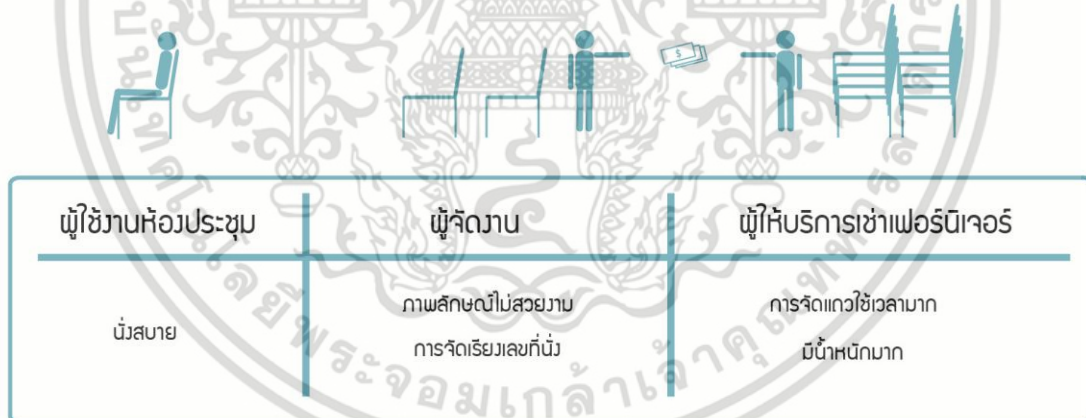 ผู้ใช้งานห้องประชุม
ผู้จัดงาน
ผู้ให้บริการเช่าเฟอร์นิเจอร์
นั่งสบาย
ภาพลักษณ์ไม่สวยงาม
การจัดเรียงเลขที่นั่ง
การจัดแถวใช้เวลามาก
มีน้ำหนักมาก
$